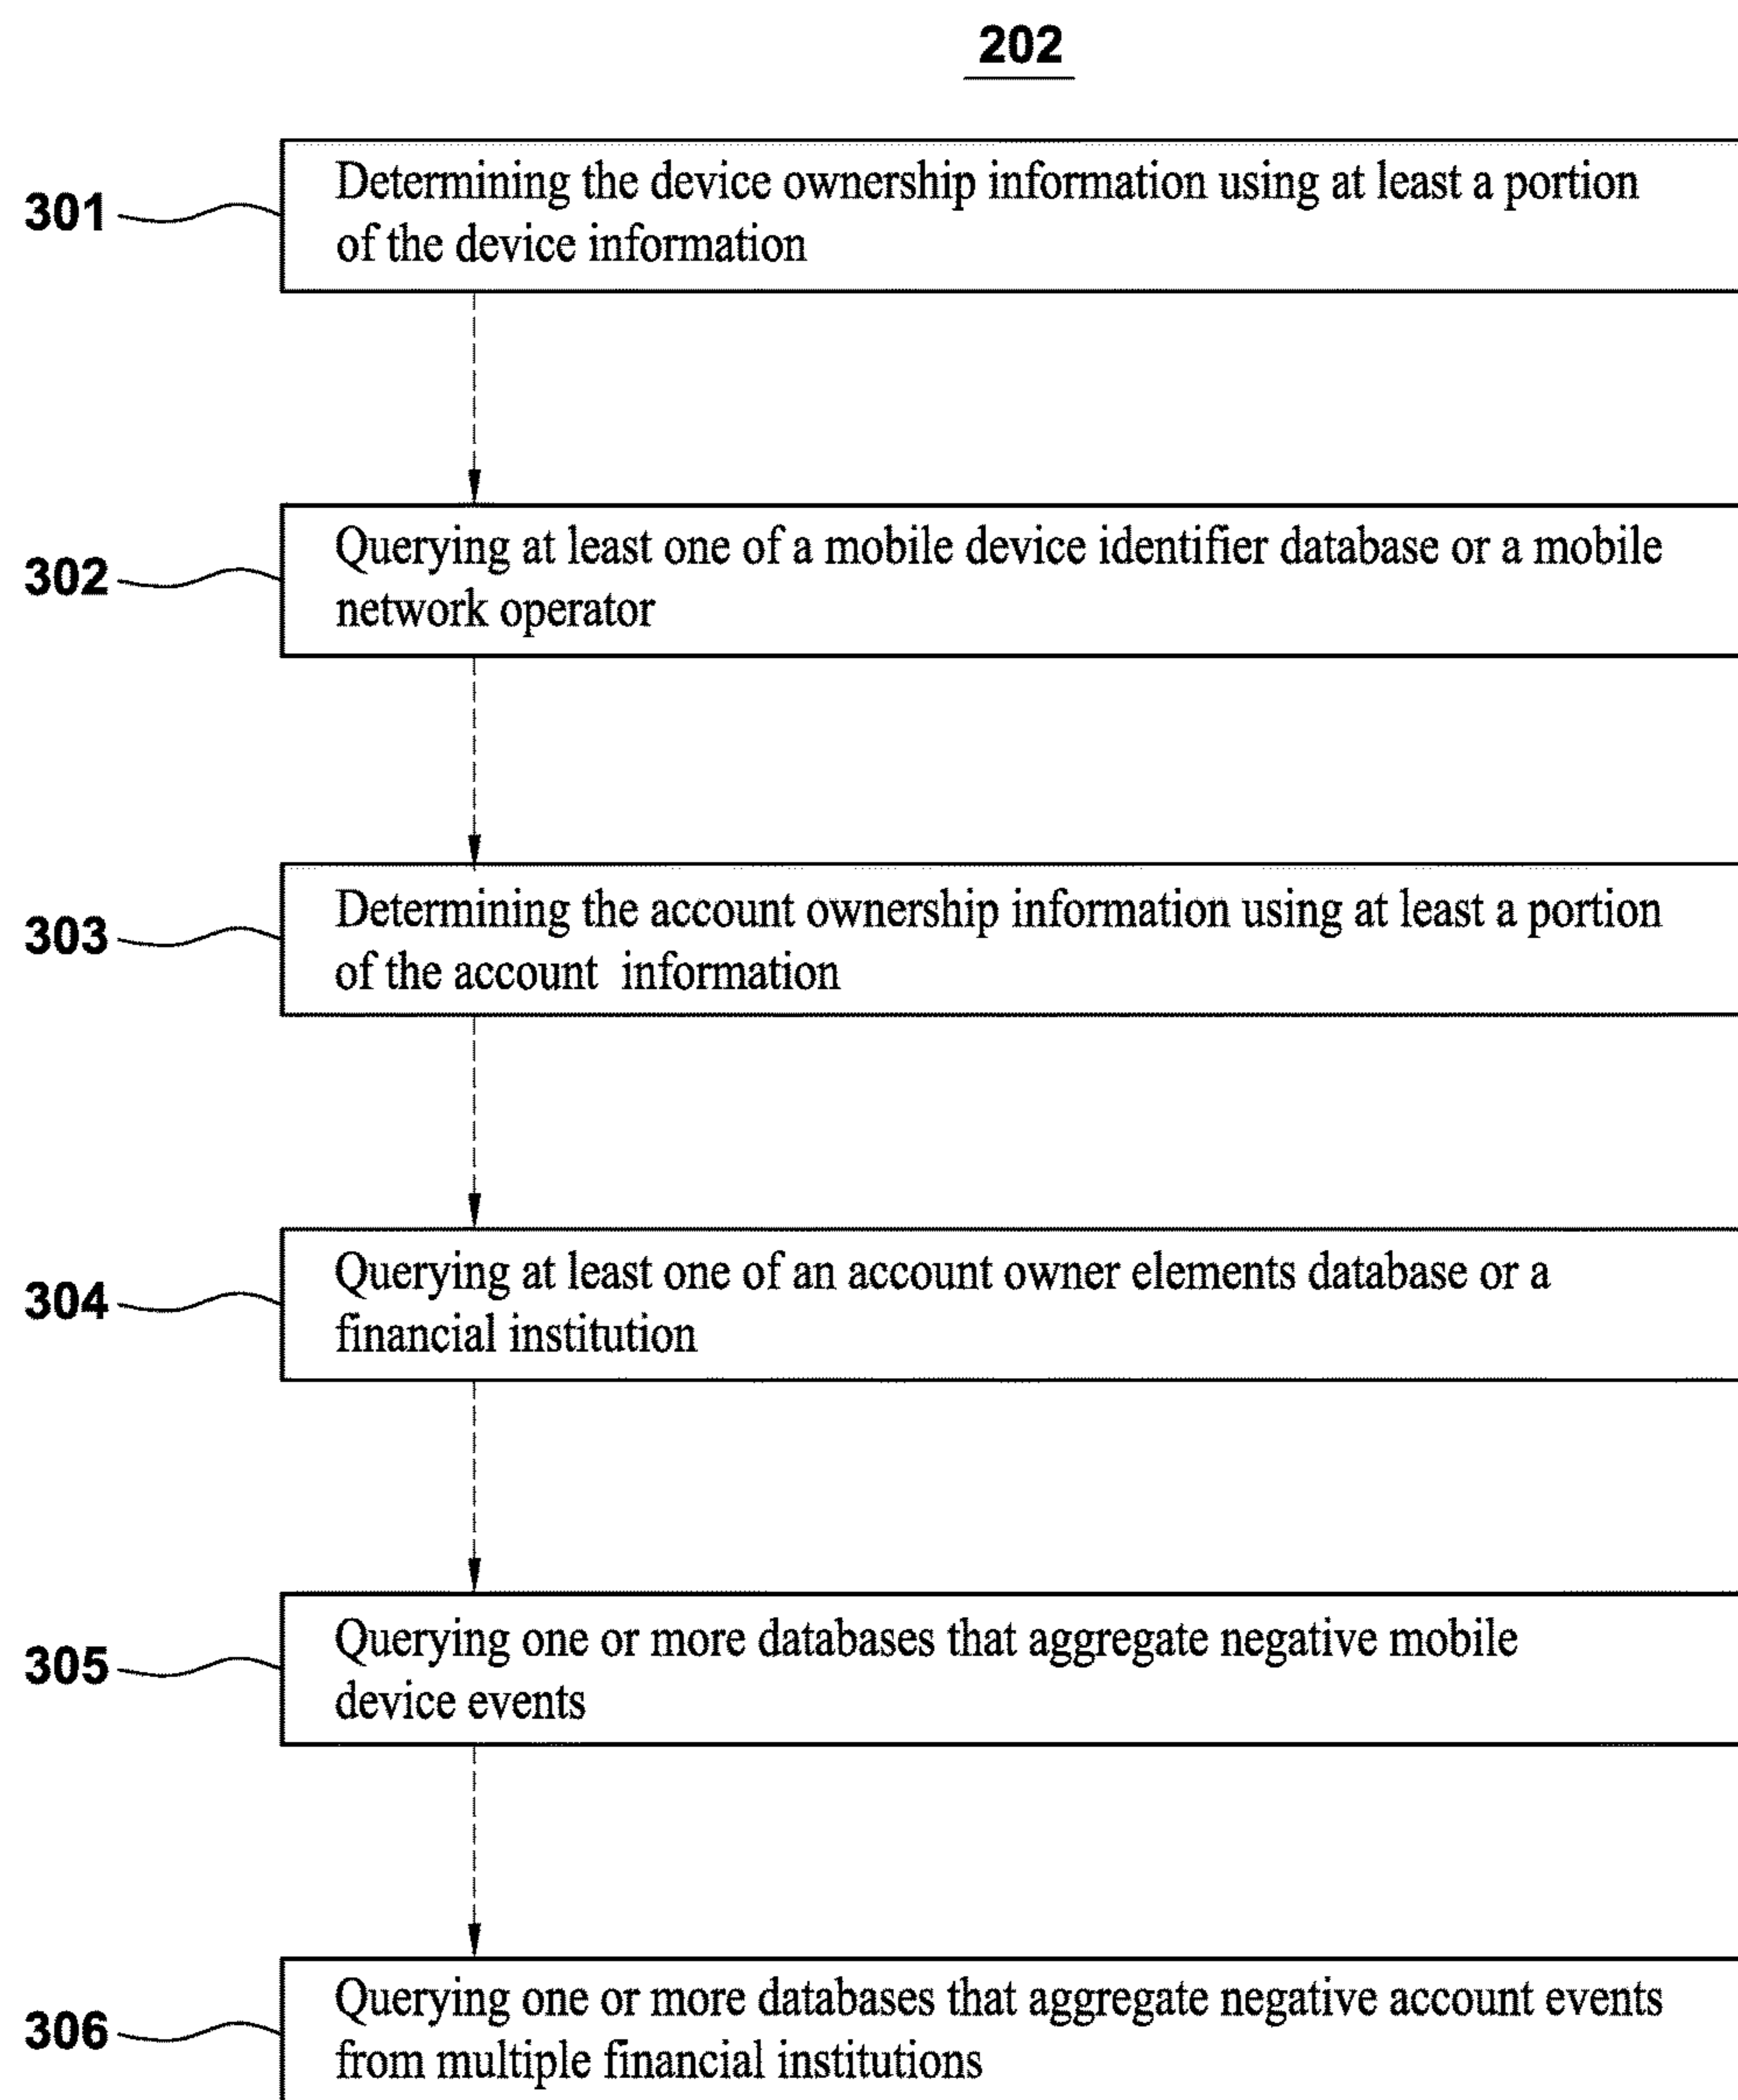 202
301
Determining the device ownership information using at least a portion
of the device information
302
Querying at least one of a mobile device identifier database or a mobile
network operator
303
Determining the account ownership information using at least a portion
of the account information
304
Querying at least one of an account owner elements database or a
financial institution
305
Querying one or more databases that aggregate negative mobile
device events
306
Querying one or more databases that aggregate negative account events
from multiple financial institutions